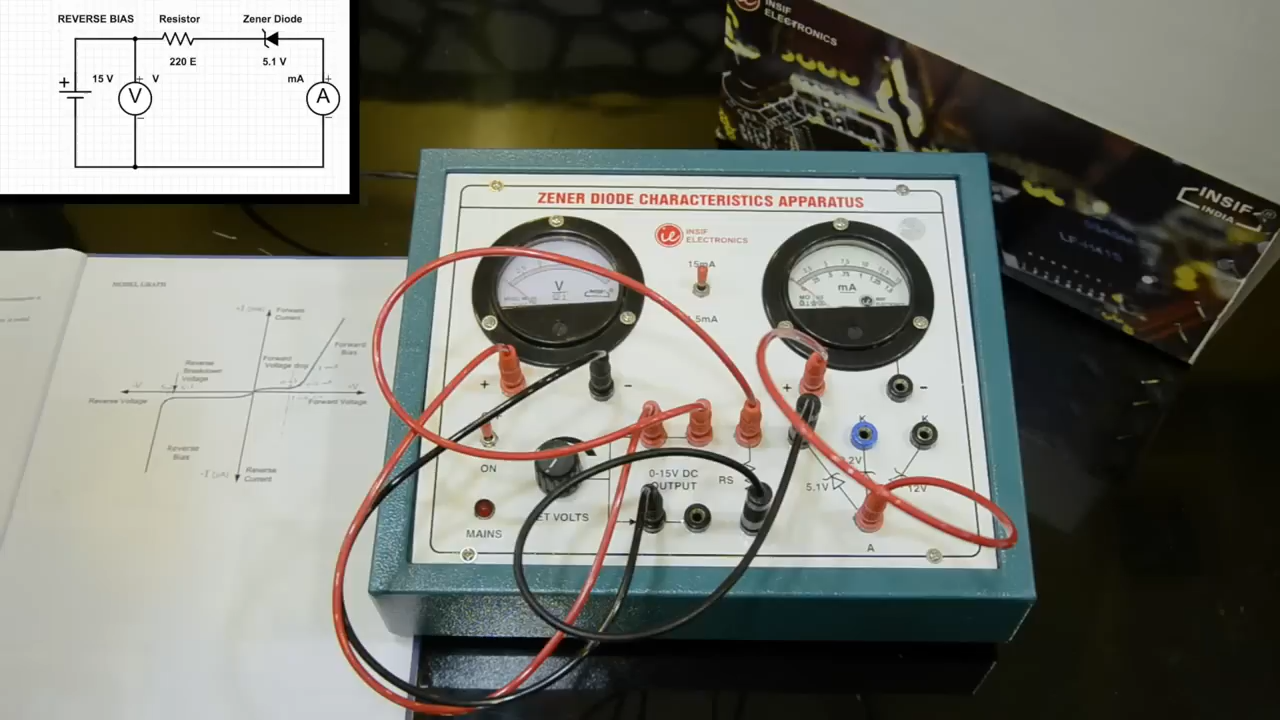 REVERSE BIAS
Resistor
Zener Diode
220 E
5.1 V
+
15 V
V
mA
+
V
A
−
INSIF
ELECTRONICS
INSIF
INDIA
ZENER DIODE CHARACTERISTICS APPARATUS
ie
INSIF
ELECTRONICS
15mA
V
mA
+
-
+
-
ON
MAINS
0-15V DC
OUTPUT
RS
5.1V
12V
K
K
A
MODEL GRAPH
Forward
Current
Reverse
Breakdown
Voltage
Forward
Voltage drop
Forward
Bias
-V
+V
Reverse Voltage
Forward Voltage
Reverse
Bias
Reverse
Current